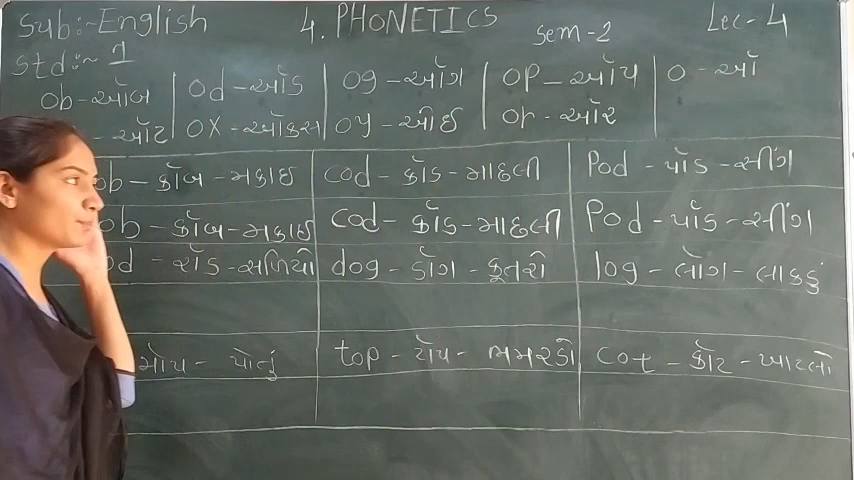 Sub:-English 4. PHONETICS Sem-2 Lec-4
Std:- 1
ob-ઑબ od-ઑડ og-ઑગ op-ઑપ o-ઑ
-ઑટ ox-ઑક્સ oy-ઓઈ or-ઑર
ob-કૉબ-મકાઇ cod-કૉડ-માછલી Pod-પૉડ-સીંગ
ob-કૉબ-મકાઇ cod-કૉડ-માછલી Pod-પૉડ-સીંગ
od-રૉડ-સળિયો dog-ડૉગ-કૂતરો log-લૉગ-લાકડું
મોપ-પોતું top-ટૉપ-ભમરડો cot-કૉટ-ખાટલો